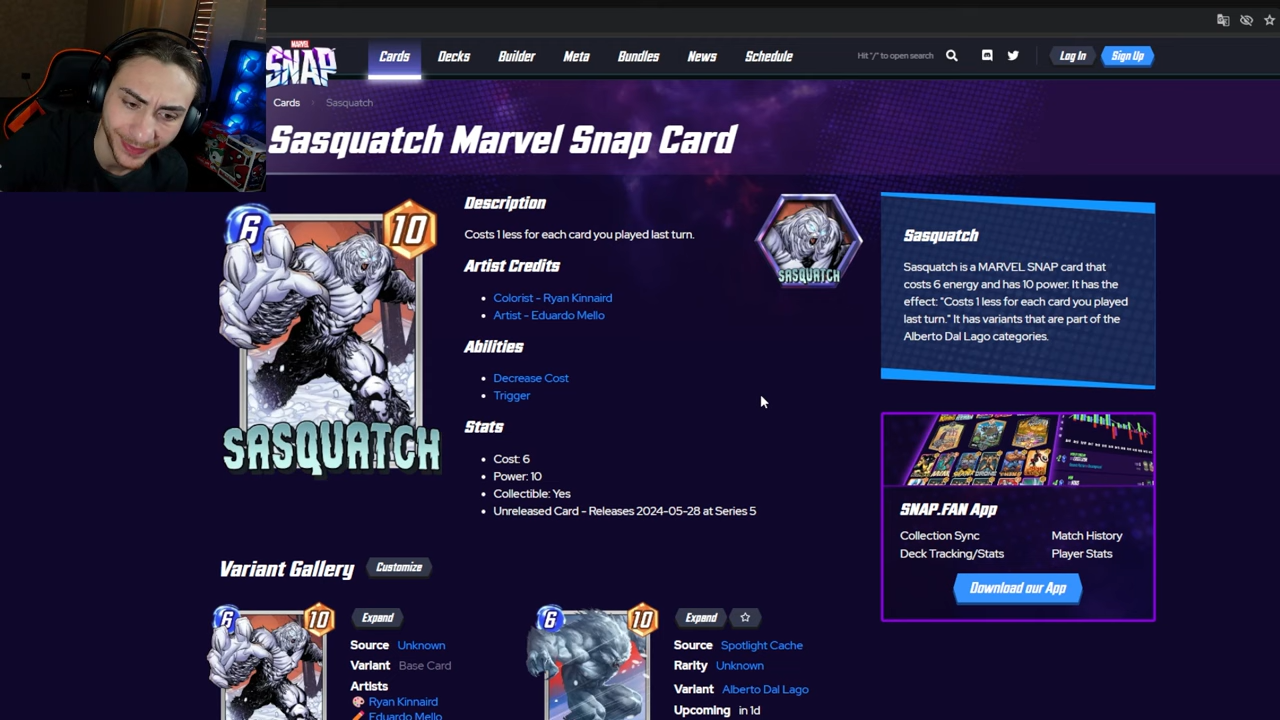 MARVEL
SNAP
Cards
Decks
Builder
Meta
Bundles
News
Schedule
Hit "/" to open search
Log In
Sign Up
Cards
Sasquatch
Sasquatch Marvel Snap Card
6
10
SASQUATCH
Description
Costs 1 less for each card you played last turn.
Artist Credits
Colorist - Ryan Kinnaird
Artist - Eduardo Mello
Abilities
Decrease Cost
Trigger
Stats
Cost: 6
Power: 10
Collectible: Yes
Unreleased Card - Releases 2024-05-28 at Series 5
SASQUATCH
Sasquatch
Sasquatch is a MARVEL SNAP card that
costs 6 energy and has 10 power. It has the
effect: "Costs 1 less for each card you played
last turn." It has variants that are part of the
Alberto Dal Lago categories.
SNAP.FAN App
Collection Sync
Match History
Deck Tracking/Stats
Player Stats
Download our App
Variant Gallery
Customize
6
10
Expand
Source Unknown
Variant Base Card
Artists
Ryan Kinnaird
Eduardo Mello
6
10
Expand
Source Spotlight Cache
Rarity Unknown
Variant Alberto Dal Lago
Upcoming in 1d